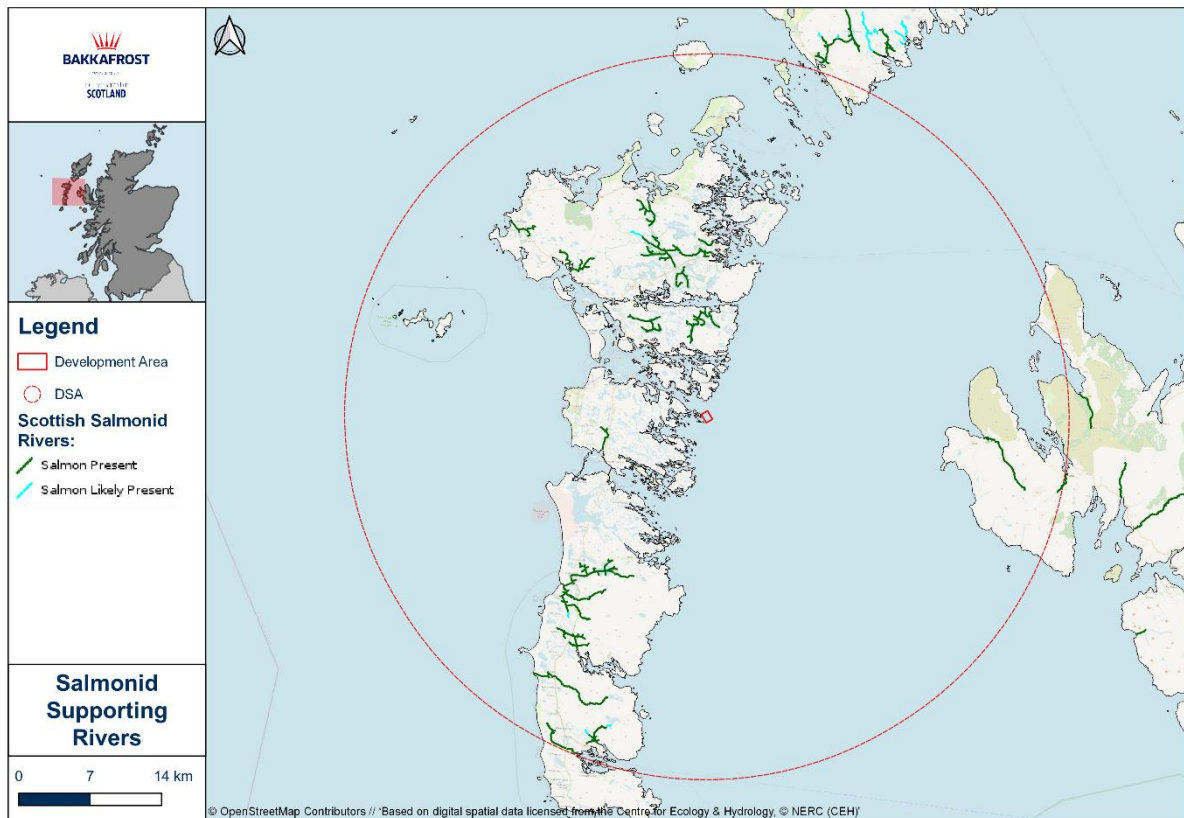 BAKKAFROST
SCOTLAND
Legend
Development Area
DSA
Scottish Salmonid
Rivers:
Salmon Present
Salmon Likely Present
Salmonid
Supporting
Rivers
0 7 14 km
© OpenStreetMap Contributors // 'Based on digital spatial data licensed from the Centre for Ecology & Hydrology, © NERC (CEH)'